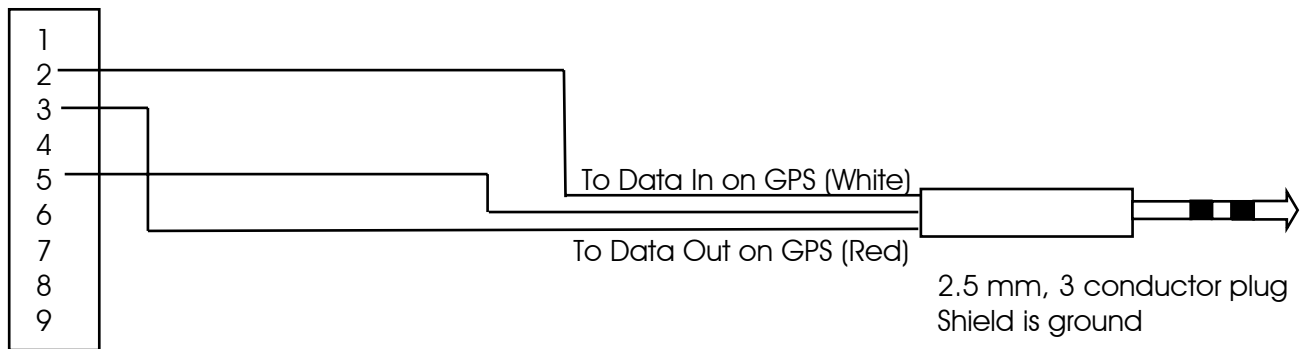 1
2
3
4
5
6
7
8
9
To Data In on GPS (White)
To Data Out on GPS (Red)
2.5 mm, 3 conductor plug
Shield is ground